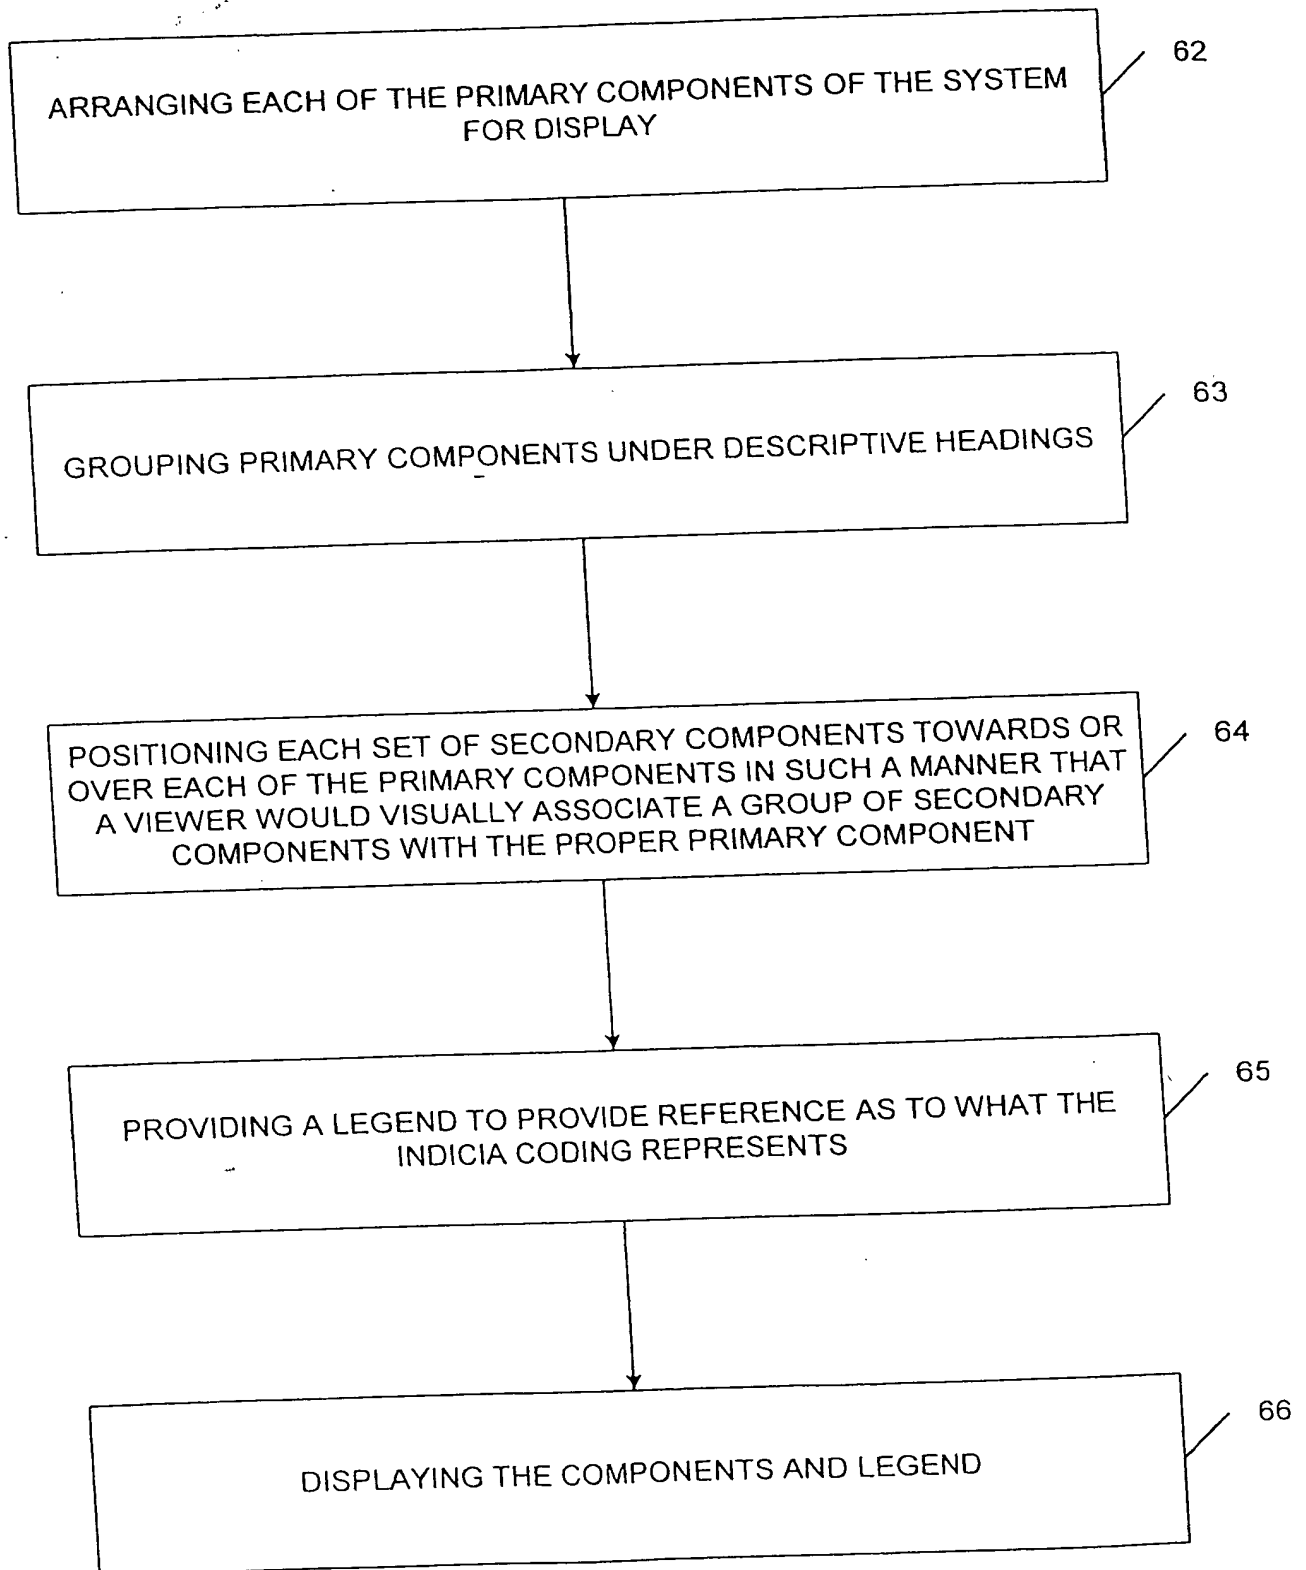 62
ARRANGING EACH OF THE PRIMARY COMPONENTS OF THE SYSTEM
FOR DISPLAY
63
GROUPING PRIMARY COMPONENTS UNDER DESCRIPTIVE HEADINGS
64
POSITIONING EACH SET OF SECONDARY COMPONENTS TOWARDS OR
OVER EACH OF THE PRIMARY COMPONENTS IN SUCH A MANNER THAT
A VIEWER WOULD VISUALLY ASSOCIATE A GROUP OF SECONDARY
COMPONENTS WITH THE PROPER PRIMARY COMPONENT
65
PROVIDING A LEGEND TO PROVIDE REFERENCE AS TO WHAT THE
INDICIA CODING REPRESENTS
66
DISPLAYING THE COMPONENTS AND LEGEND